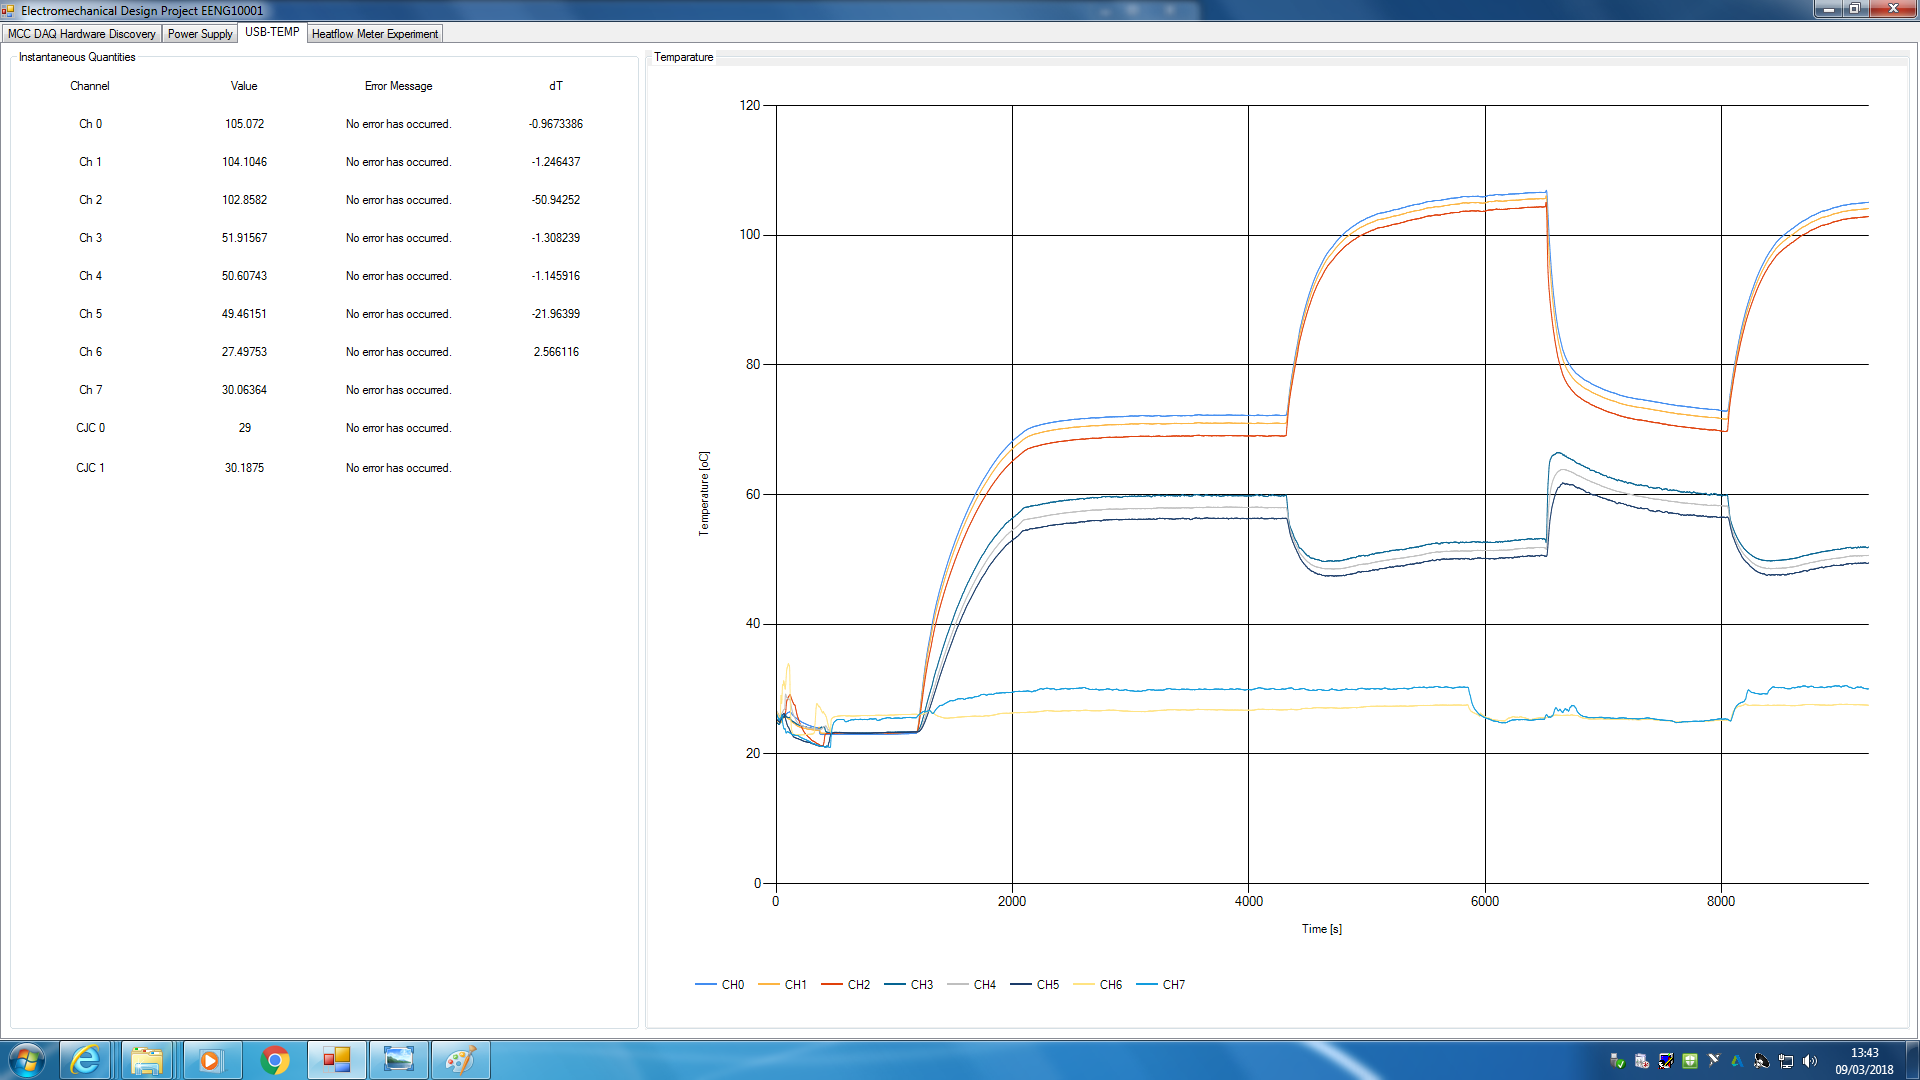 Electromechanical Design Project EENG10001
MCC DAQ Hardware Discovery Power Supply USB-TEMP Heatflow Meter Experiment
Instantaneous Quantities
Channel Value Error Message dT
Ch 0 105.072 No error has occurred. -0.9673386
Ch 1 104.1046 No error has occurred. -1.246437
Ch 2 102.8582 No error has occurred. -50.94252
Ch 3 51.91567 No error has occurred. -1.308239
Ch 4 50.60743 No error has occurred. -1.145916
Ch 5 49.46151 No error has occurred. -21.96399
Ch 6 27.49753 No error has occurred. 2.566116
Ch 7 30.06364 No error has occurred.
CJC 0 29 No error has occurred.
CJC 1 30.1875 No error has occurred.
Temparature
120
100
80
60
40
20
0
Temperature [oC]
0 2000 4000 6000 8000
Time [s]
CH0 CH1 CH2 CH3 CH4 CH5 CH6 CH7
13:43
09/03/2018